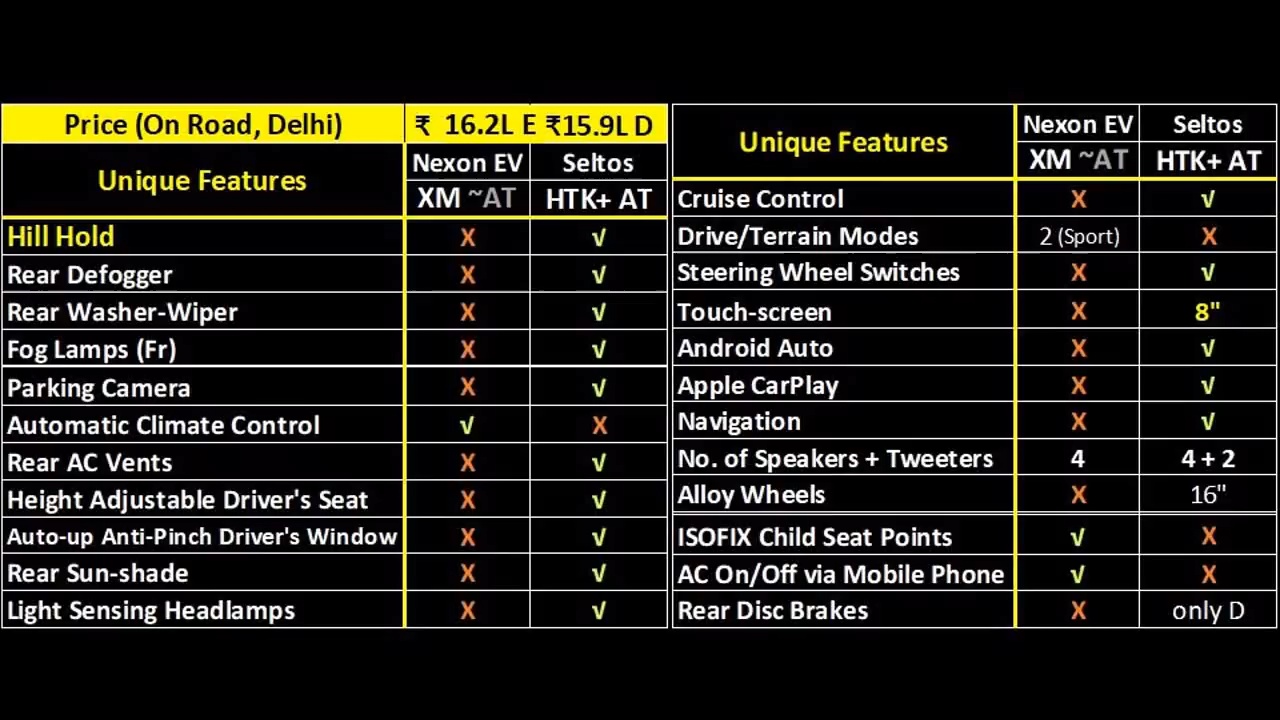 Price (On Road, Delhi) ₹ 16.2L E ₹15.9L D
Unique Features Nexon EV Seltos
XM ~AT HTK+ AT
Hill Hold X √
Rear Defogger X √
Rear Washer-Wiper X √
Fog Lamps (Fr) X √
Parking Camera X √
Automatic Climate Control √ X
Rear AC Vents X √
Height Adjustable Driver's Seat X √
Auto-up Anti-Pinch Driver's Window X √
Rear Sun-shade X √
Light Sensing Headlamps X √
Unique Features Nexon EV Seltos
XM ~AT HTK+ AT
Cruise Control X √
Drive/Terrain Modes 2 (Sport) X
Steering Wheel Switches X √
Touch-screen X 8"
Android Auto X √
Apple CarPlay X √
Navigation X √
No. of Speakers + Tweeters 4 4 + 2
Alloy Wheels X 16"
ISOFIX Child Seat Points √ X
AC On/Off via Mobile Phone √ X
Rear Disc Brakes X only D